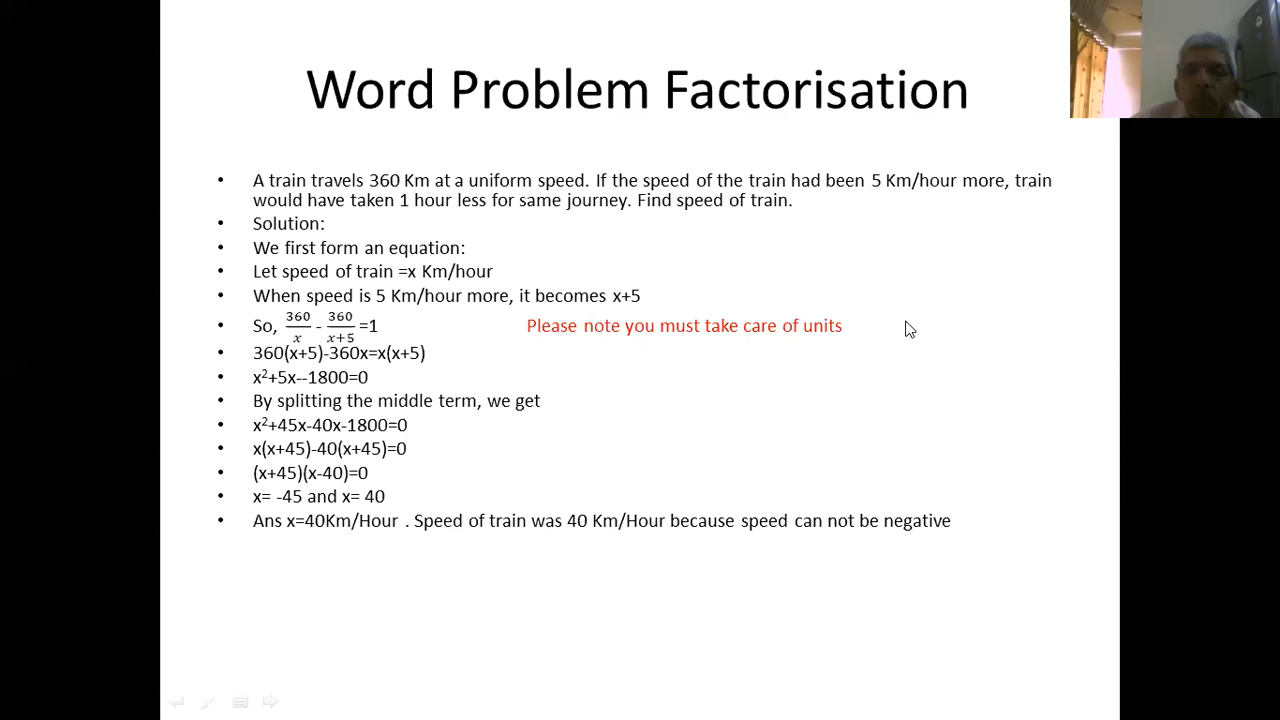 Word Problem Factorisation
• A train travels 360 Km at a uniform speed. If the speed of the train had been 5 Km/hour more, train
would have taken 1 hour less for same journey. Find speed of train.
• Solution:
• We first form an equation:
• Let speed of train =x Km/hour
• When speed is 5 Km/hour more, it becomes x+5
• So, 360/x - 360/x+5 =1 Please note you must take care of units
• 360(x+5)-360x=x(x+5)
• x²+5x--1800=0
• By splitting the middle term, we get
• x²+45x-40x-1800=0
• x(x+45)-40(x+45)=0
• (x+45)(x-40)=0
• x= -45 and x= 40
• Ans x=40Km/Hour . Speed of train was 40 Km/Hour because speed can not be negative